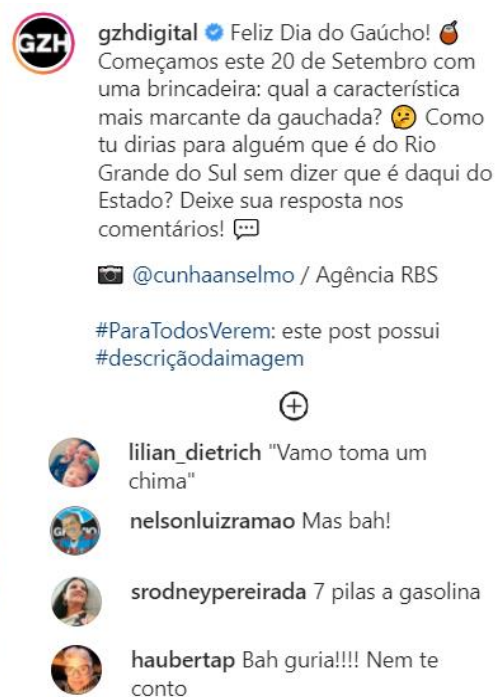 GZH
gzhdigital Feliz Dia do Gaúcho! 🧉
Começamos este 20 de Setembro com
uma brincadeira: qual a característica
mais marcante da gauchada? 🤔 Como
tu dirias para alguém que é do Rio
Grande do Sul sem dizer que é daqui do
Estado? Deixe sua resposta nos
comentários! 💬
📷 @cunhaanselmo / Agência RBS
#ParaTodosVerem: este post possui
#descriçãodaimagem
lilian_dietrich "Vamo toma um
chima"
nelsonluizramao Mas bah!
srodneypereirada 7 pilas a gasolina
haubertap Bah guria!!!! Nem te
conto